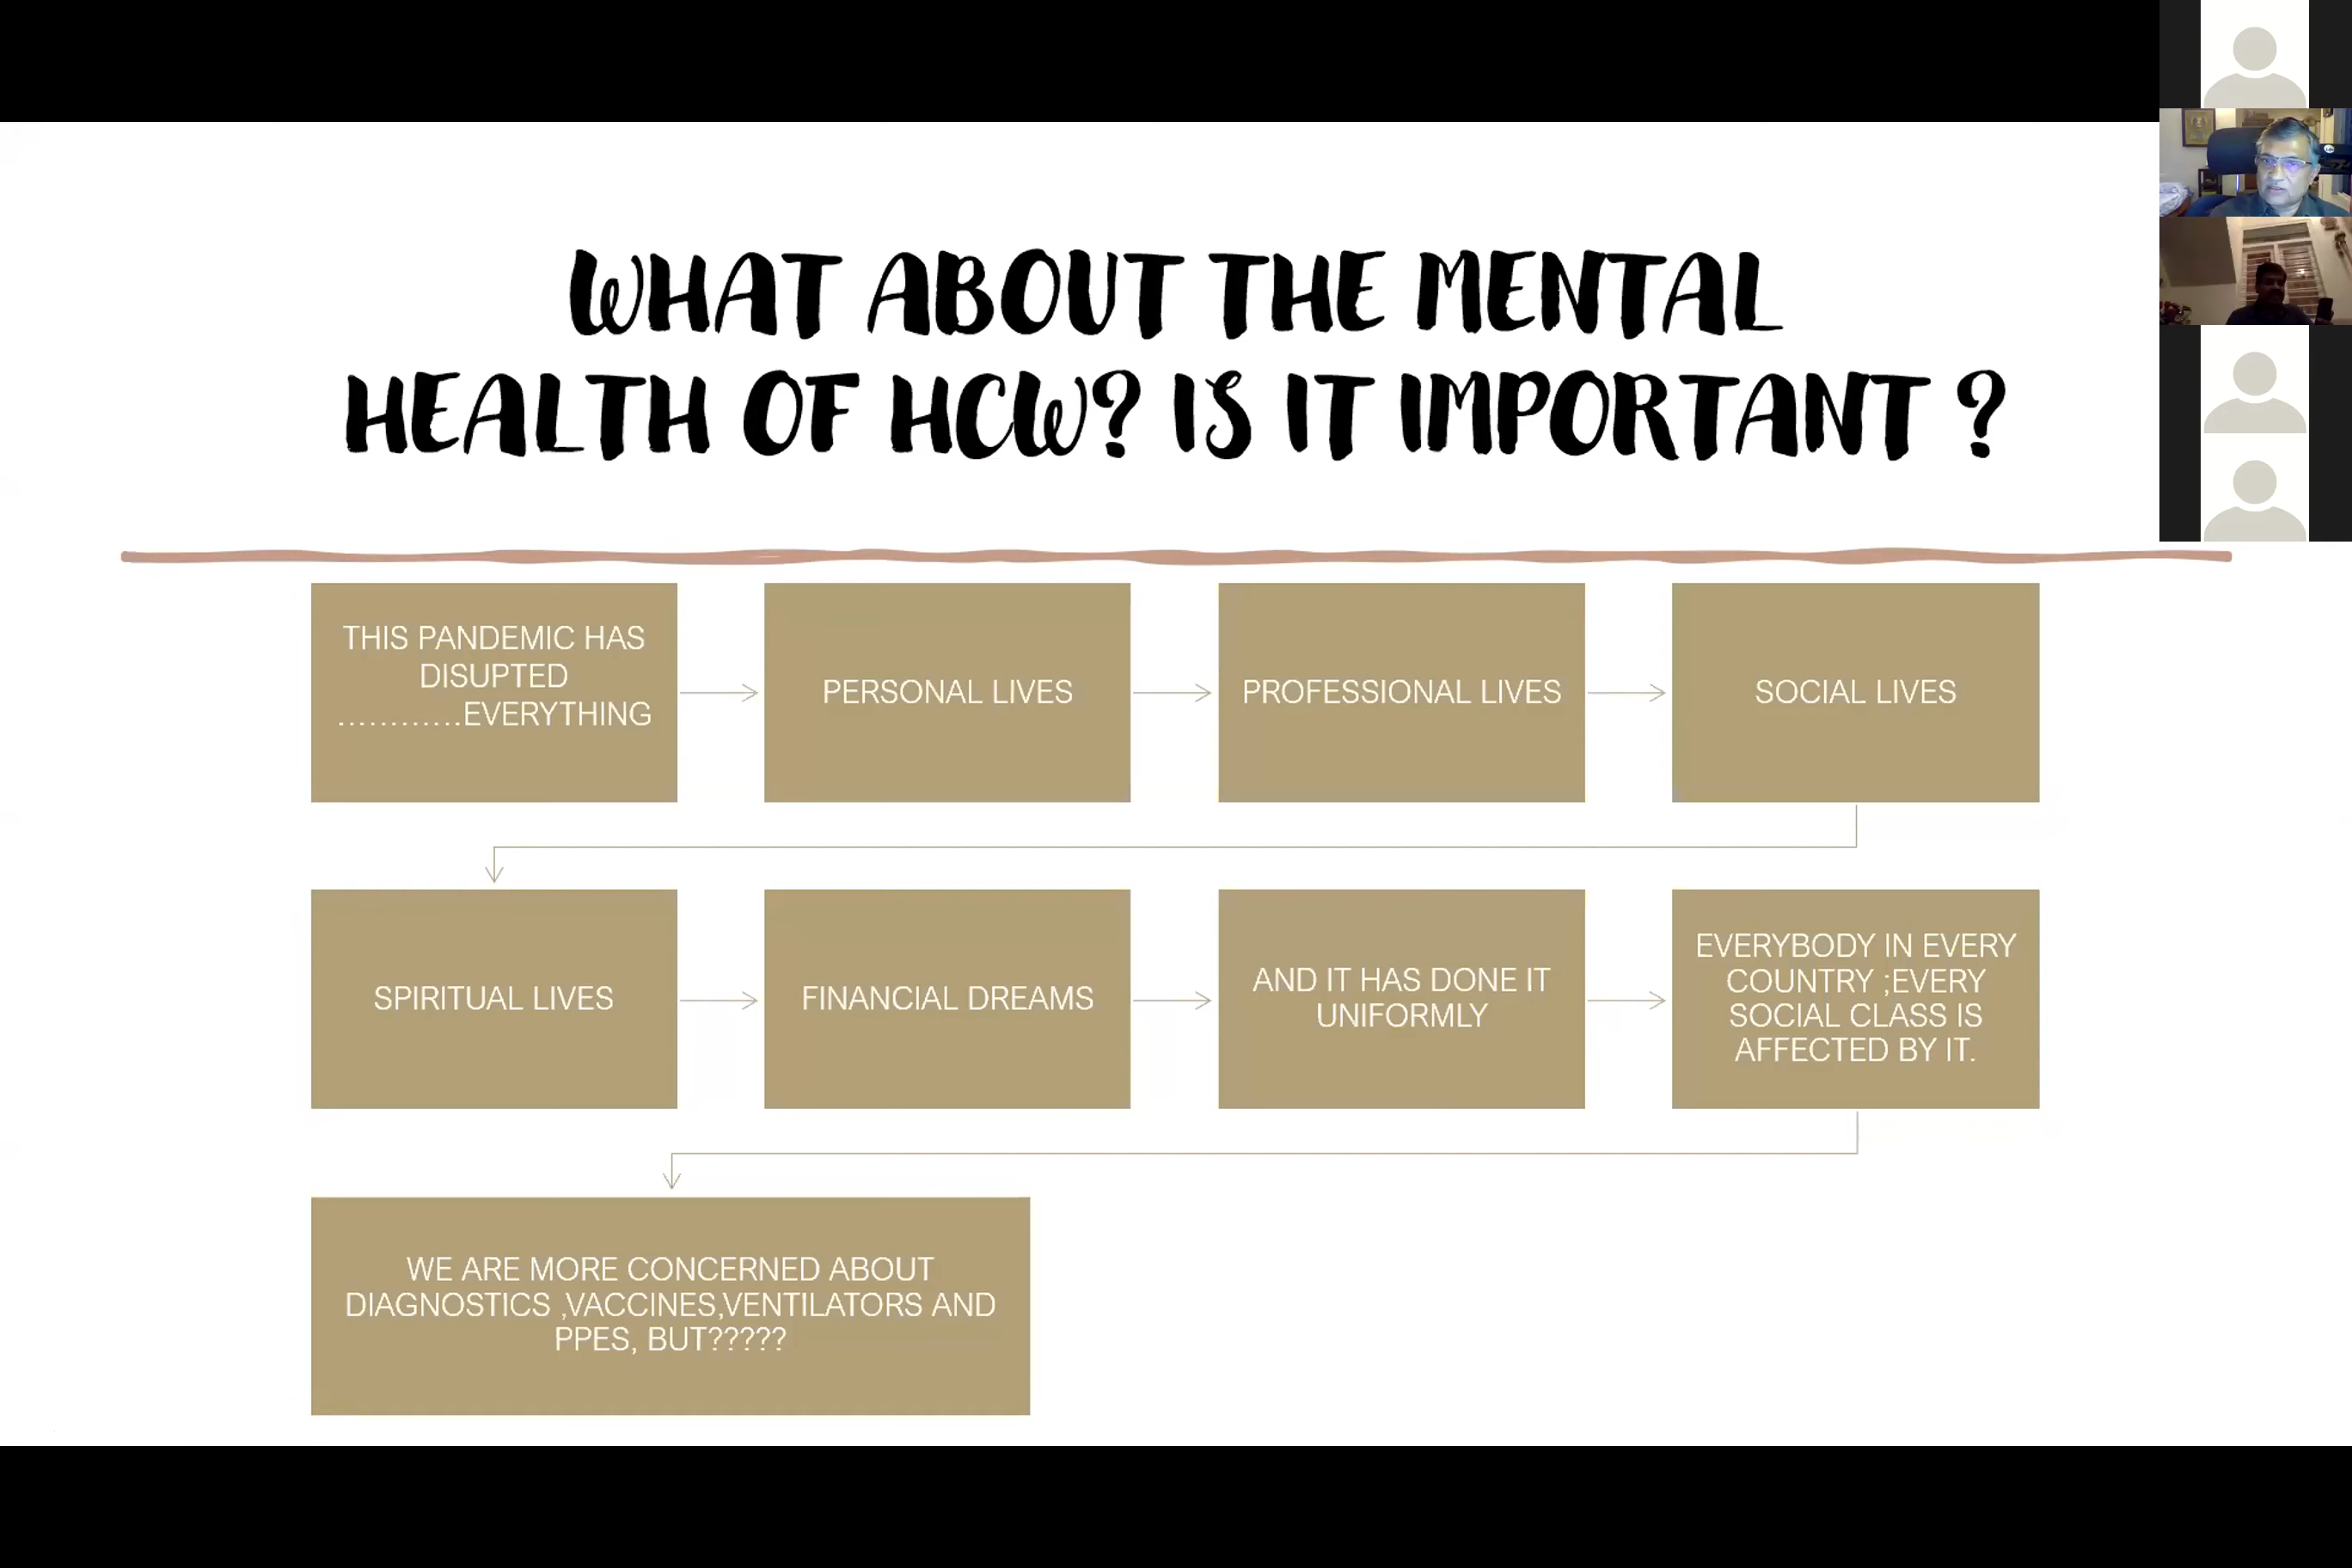 WHAT ABOUT THE MENTAL
HEALTH OF HCW? IS IT IMPORTANT ?
THIS PANDEMIC HAS
DISUPTED
............EVERYTHING
PERSONAL LIVES
PROFESSIONAL LIVES
SOCIAL LIVES
SPIRITUAL LIVES
FINANCIAL DREAMS
AND IT HAS DONE IT
UNIFORMLY
EVERYBODY IN EVERY
COUNTRY ;EVERY
SOCIAL CLASS IS
AFFECTED BY IT.
WE ARE MORE CONCERNED ABOUT
DIAGNOSTICS ,VACCINES,VENTILATORS AND
PPES, BUT?????